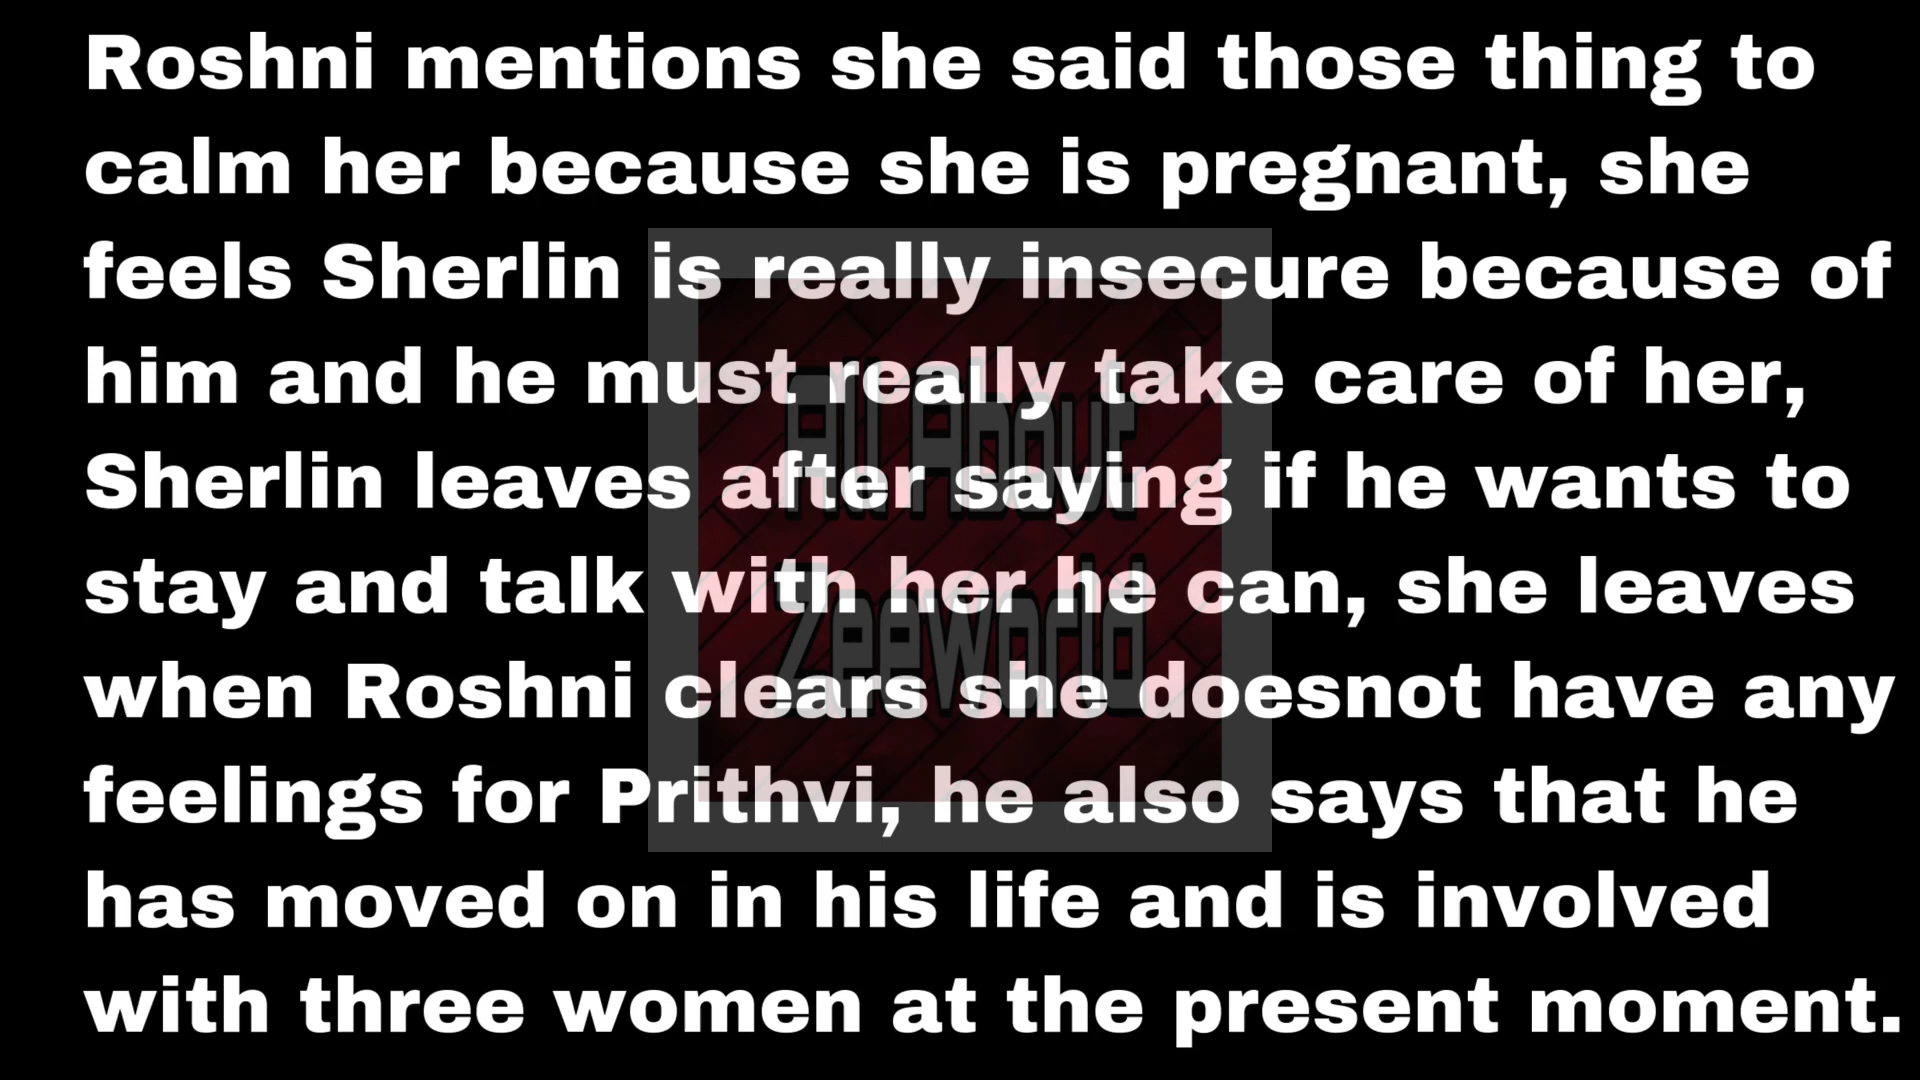 Roshni mentions she said those thing to
calm her because she is pregnant, she
feels Sherlin is really insecure because of
him and he must really take care of her,
Sherlin leaves after saying if he wants to
stay and talk with her he can, she leaves
when Roshni clears she doesnot have any
feelings for Prithvi, he also says that he
has moved on in his life and is involved
with three women at the present moment.
All About
Zeeworld